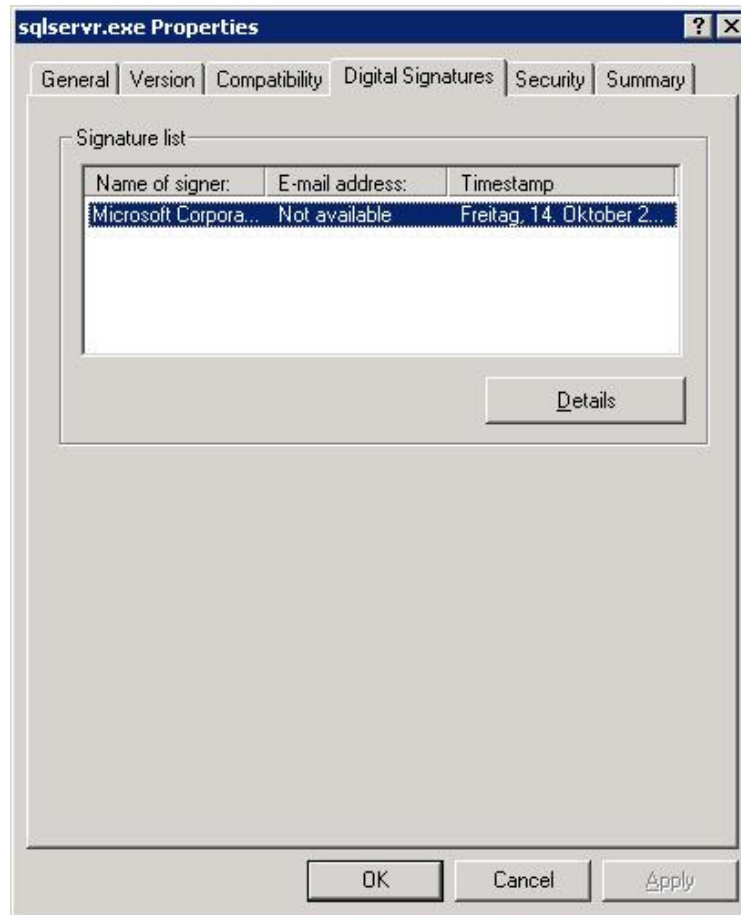 sqlservr.exe Properties
General Version Compatibility Digital Signatures Security Summary
Signature list
Name of signer: E-mail address: Timestamp
Microsoft Corpora... Not available Freitag, 14. Oktober 2...
Details
OK Cancel Apply